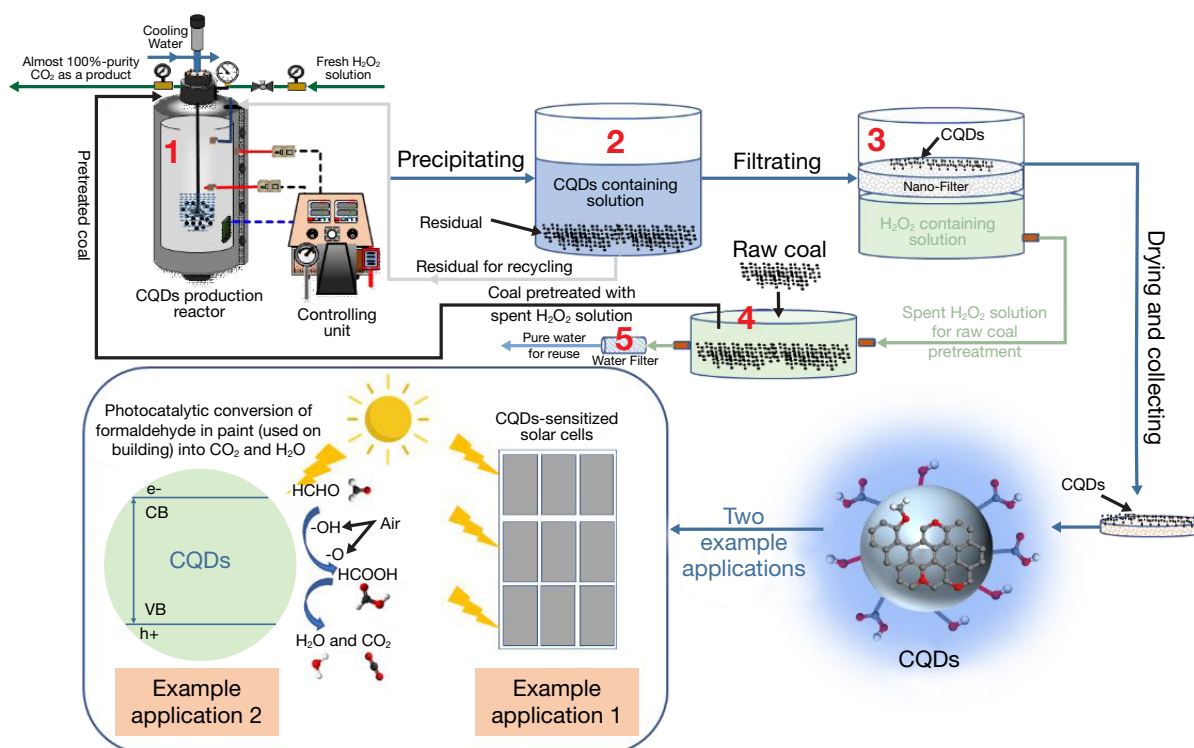 Cooling
Water
Almost 100%-purity
CO₂ as a product
Fresh H₂O₂
solution
1
Pretreated coal
CQDs production
reactor
Controlling
unit
Precipitating
2
CQDs containing
solution
Residual
Residual for recycling
Filtrating
3
CQDs
Nano-Filter
H₂O₂ containing
solution
Drying and collecting
Raw coal
4
Coal pretreated with
spent H₂O₂ solution
5
Pure water
for reuse
Water Filter
Spent H₂O₂ solution
for raw coal
pretreatment
CQDs
CQDs
Two
example
applications
Photocatalytic conversion of
formaldehyde in paint (used on
building) into CO₂ and H₂O
e-
CB
CQDs
VB
h+
HCHO
-OH
Air
-O
HCOOH
H₂O and CO₂
Example
application 2
CQDs-sensitized
solar cells
Example
application 1